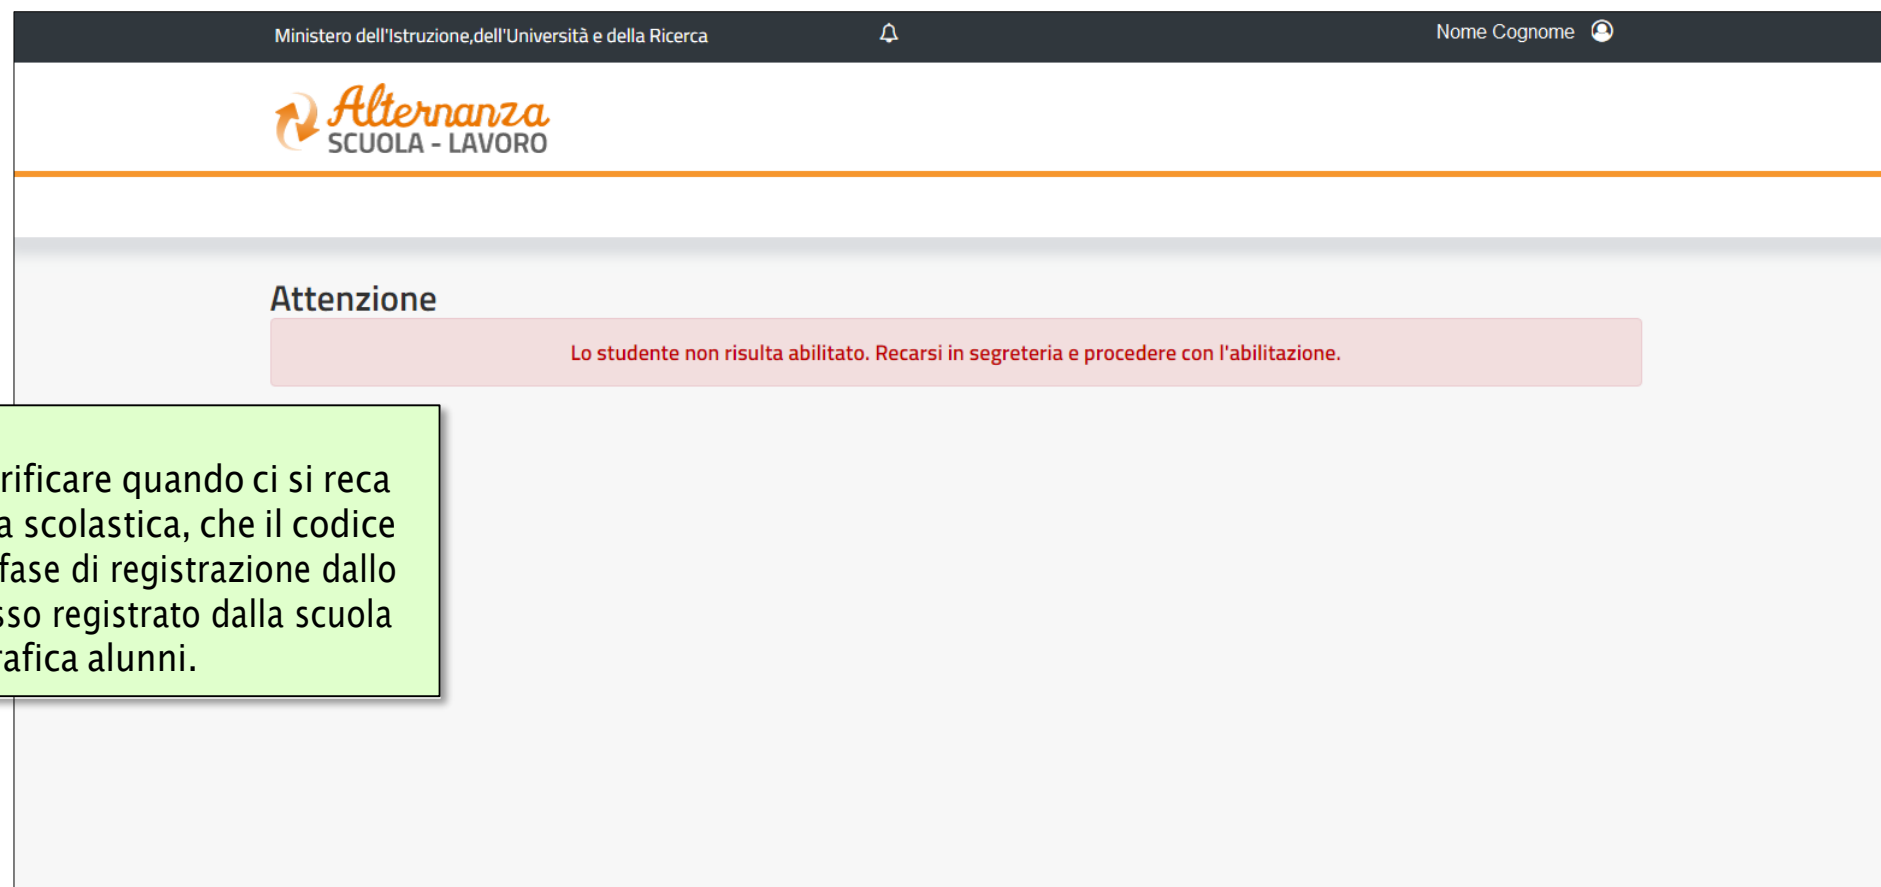 Ministero dell'Istruzione,dell'Università e della Ricerca
Nome Cognome
Alternanza
SCUOLA - LAVORO
Attenzione
Lo studente non risulta abilitato. Recarsi in segreteria e procedere con l'abilitazione.
rificare quando ci si reca
a scolastica, che il codice
fase di registrazione dallo
sso registrato dalla scuola
rafica alunni.